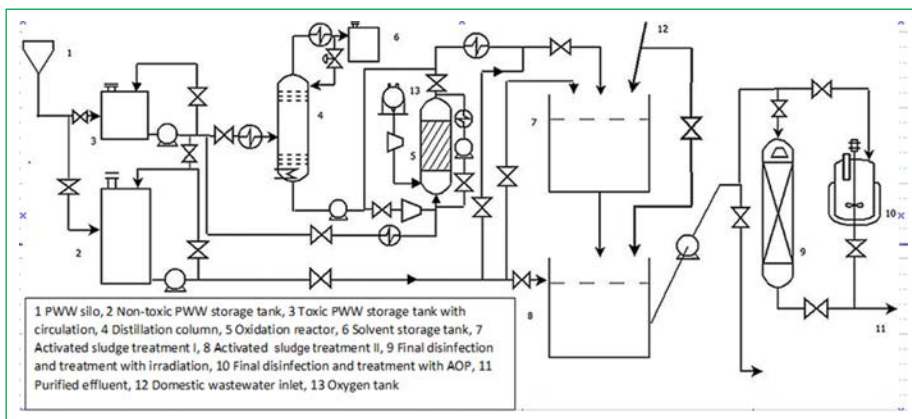 1
12
6
3
4
13
5
7
2
8
9
10
11
1 PWW silo, 2 Non-toxic PWW storage tank, 3 Toxic PWW storage tank with
circulation, 4 Distillation column, 5 Oxidation reactor, 6 Solvent storage tank, 7
Activated sludge treatment I, 8 Activated sludge treatment II, 9 Final disinfection
and treatment with irradiation, 10 Final disinfection and treatment with AOP, 11
Purified effluent, 12 Domestic wastewater inlet, 13 Oxygen tank